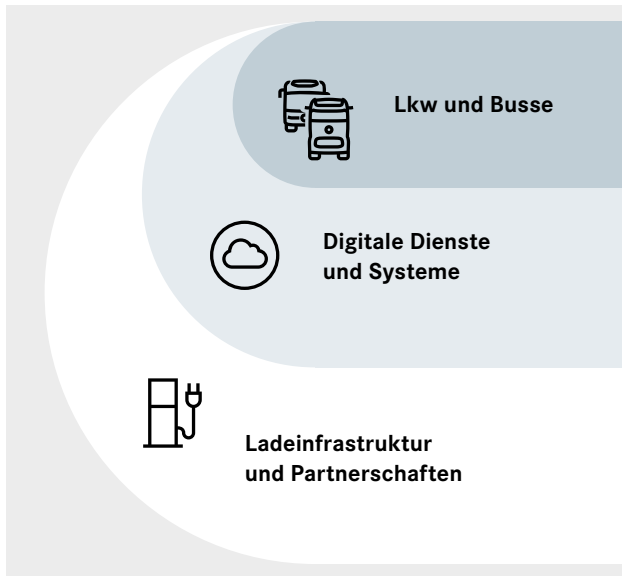 Lkw und Busse
Digitale Dienste
und Systeme
Ladeinfrastruktur
und Partnerschaften